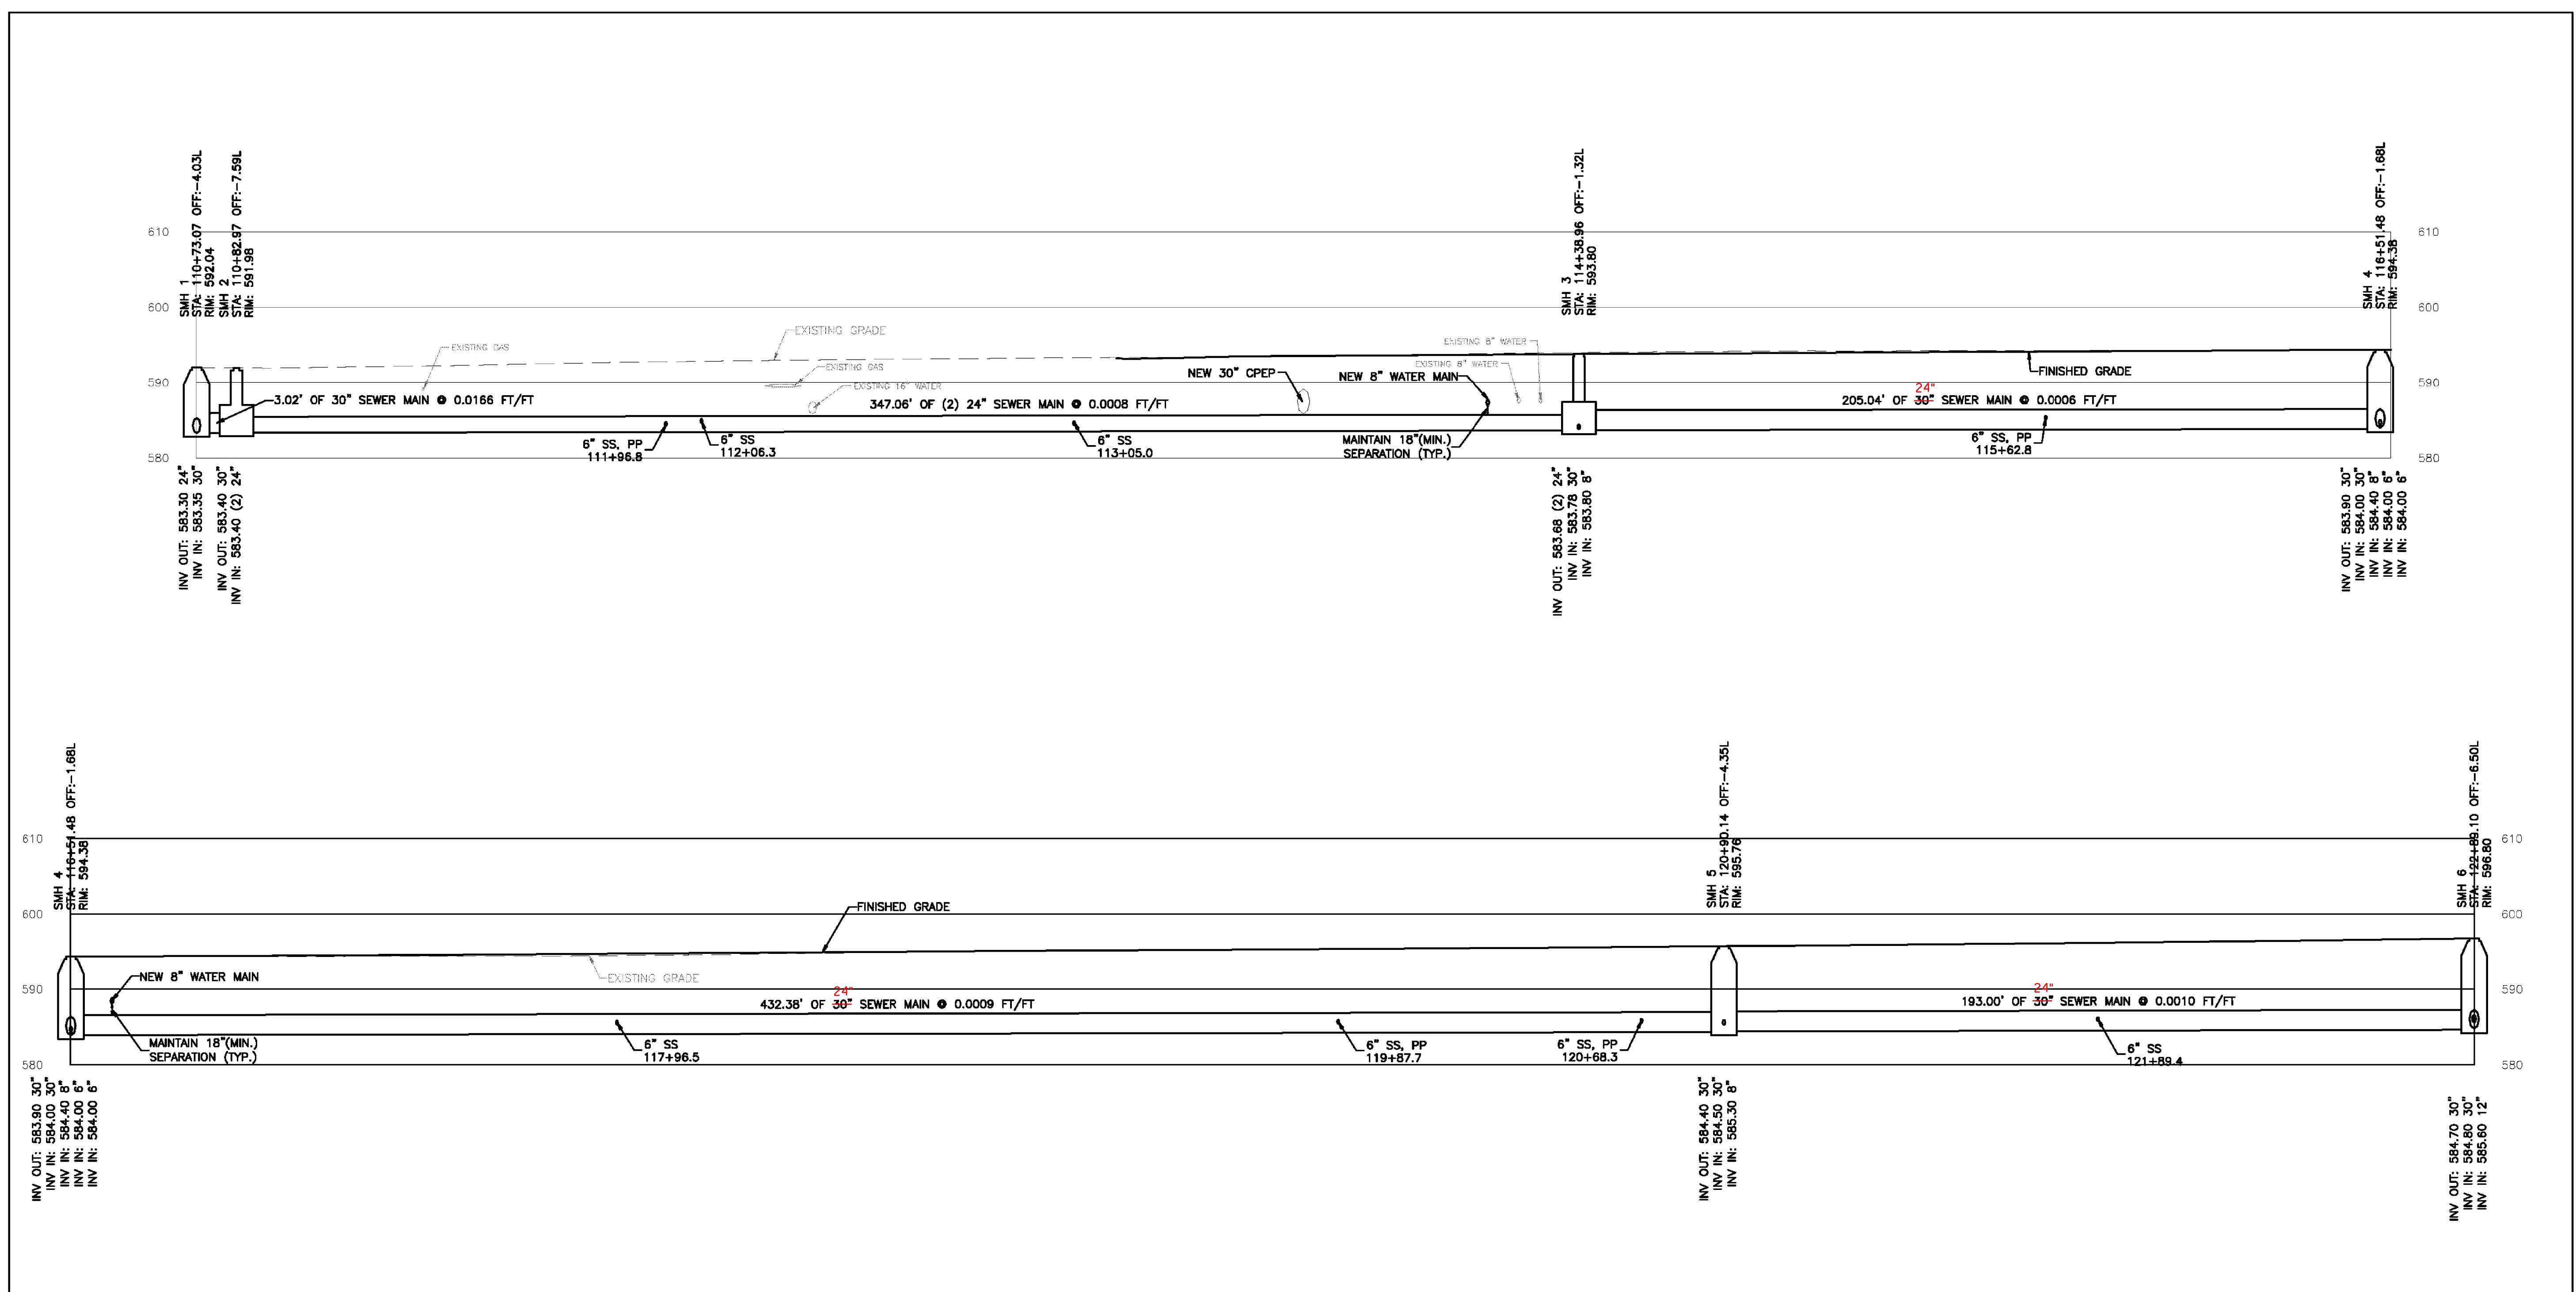 SMH 1
STA: 110+73.07 OFF:-4.03L
RIM: 592.04
SMH 2
STA: 110+82.97 OFF:-7.59L
RIM: 591.98
SMH 3
STA: 114+38.96 OFF:-1.32L
RIM: 593.80
SMH 4
STA: 116+51.48 OFF:-1.68L
RIM: 594.38
610
610
600
600
EXISTING GRADE
EXISTING GAS
EXISTING 8" WATER
EXISTING GAS
EXISTING 8" WATER
NEW 30" CPEP
NEW 8" WATER MAIN
FINISHED GRADE
590
590
EXISTING 16" WATER
24"
3.02' OF 30" SEWER MAIN @ 0.0166 FT/FT
347.06' OF (2) 24" SEWER MAIN @ 0.0008 FT/FT
205.04' OF 30" SEWER MAIN @ 0.0006 FT/FT
6" SS, PP
111+96.8
6" SS
112+06.3
6" SS
113+05.0
MAINTAIN 18"(MIN.)
SEPARATION (TYP.)
6" SS, PP
115+62.8
580
580
INV OUT: 583.30 24"
INV IN: 583.35 30"
INV OUT: 583.40 30"
INV IN: 583.40 (2) 24"
INV OUT: 583.68 (2) 24"
INV IN: 583.78 30"
INV IN: 583.80 8"
INV OUT: 583.90 30"
INV IN: 584.00 30"
INV IN: 584.40 8"
INV IN: 584.00 6"
INV IN: 584.00 6"
SMH 4
STA: 116+51.48 OFF:-1.68L
RIM: 594.38
SMH 5
STA: 120+90.14 OFF:-4.35L
RIM: 595.76
SMH 6
STA: 122+89.10 OFF:-6.50L
RIM: 596.80
610
610
600
600
FINISHED GRADE
NEW 8" WATER MAIN
EXISTING GRADE
590
590
24"
432.38' OF 30" SEWER MAIN @ 0.0009 FT/FT
24"
193.00' OF 30" SEWER MAIN @ 0.0010 FT/FT
MAINTAIN 18"(MIN.)
SEPARATION (TYP.)
6" SS
117+96.5
6" SS, PP
119+87.7
6" SS, PP
120+68.3
6" SS
121+89.4
580
580
INV OUT: 583.90 30"
INV IN: 584.00 30"
INV IN: 584.40 8"
INV IN: 584.00 6"
INV IN: 584.00 6"
INV OUT: 584.40 30"
INV IN: 584.50 30"
INV IN: 585.30 8"
INV OUT: 584.70 30"
INV IN: 584.80 30"
INV IN: 585.60 12"